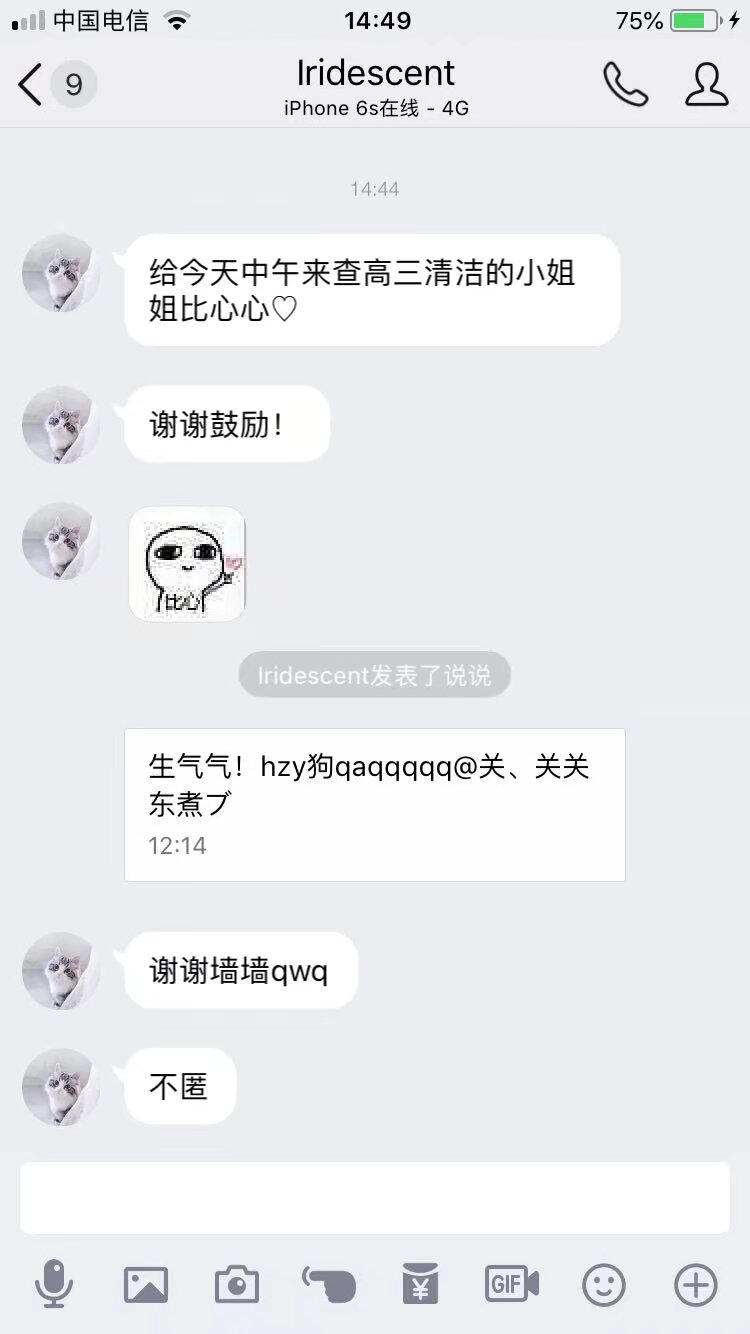 中国电信 14:49 75%
9 Iridescent
iPhone 6s在线 - 4G
14:44
给今天中午来查高三清洁的小姐
姐比心心♡
谢谢鼓励！
比心
Iridescent发表了说说
生气气！hzy狗qaqqqqq@关、关关
东煮ブ
12:14
谢谢墙墙qwq
不匿
¥ GIF